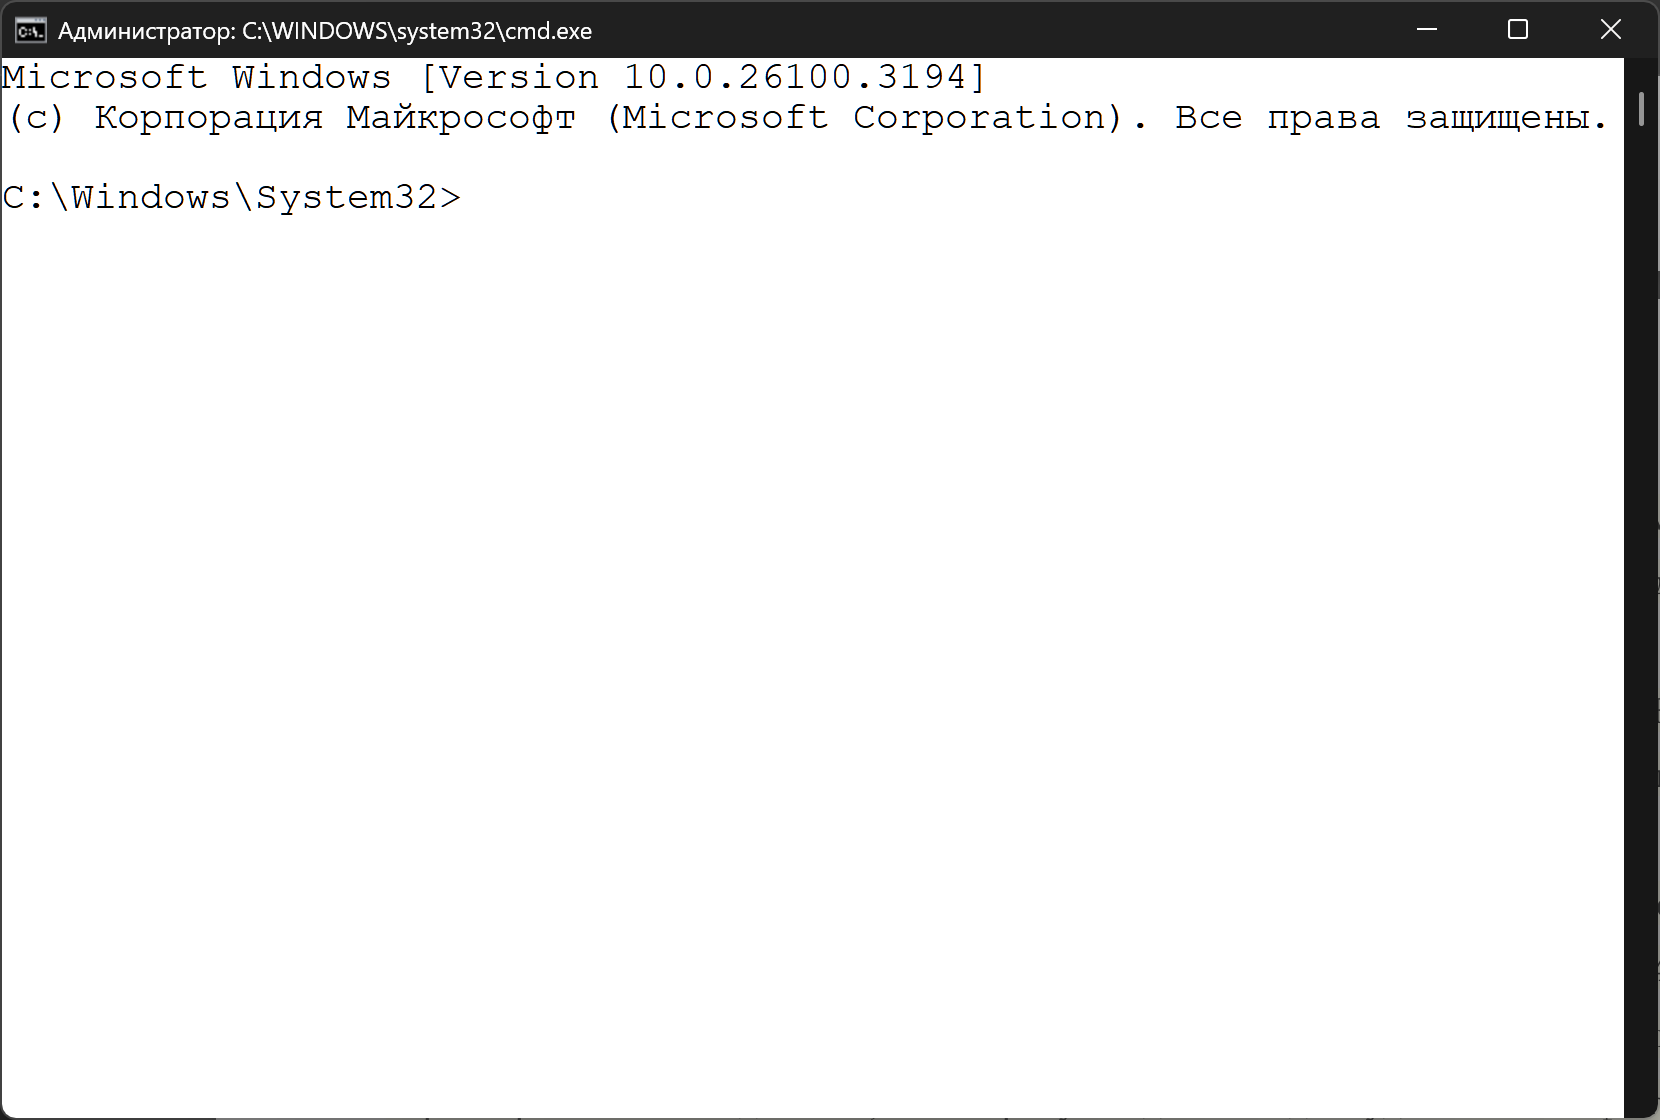 Администратор: C:\WINDOWS\system32\cmd.exe
Microsoft Windows [Version 10.0.26100.3194]
(c) Корпорация Майкрософт (Microsoft Corporation). Все права защищены.
C:\Windows\System32>